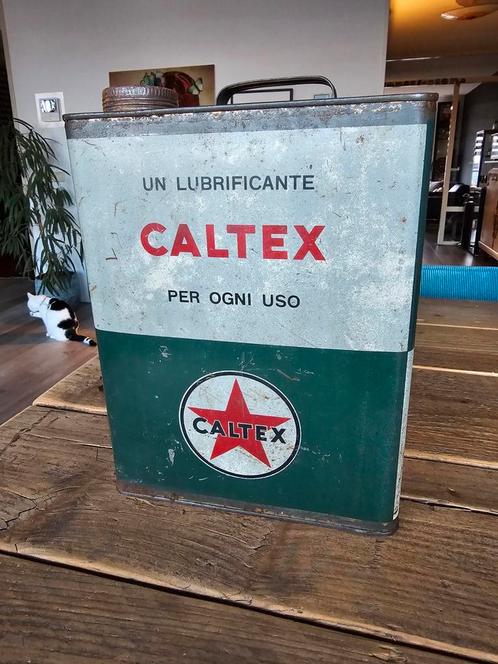 UN LUBRIFICANTE
CALTEX
PER OGNI USO
CALTEX